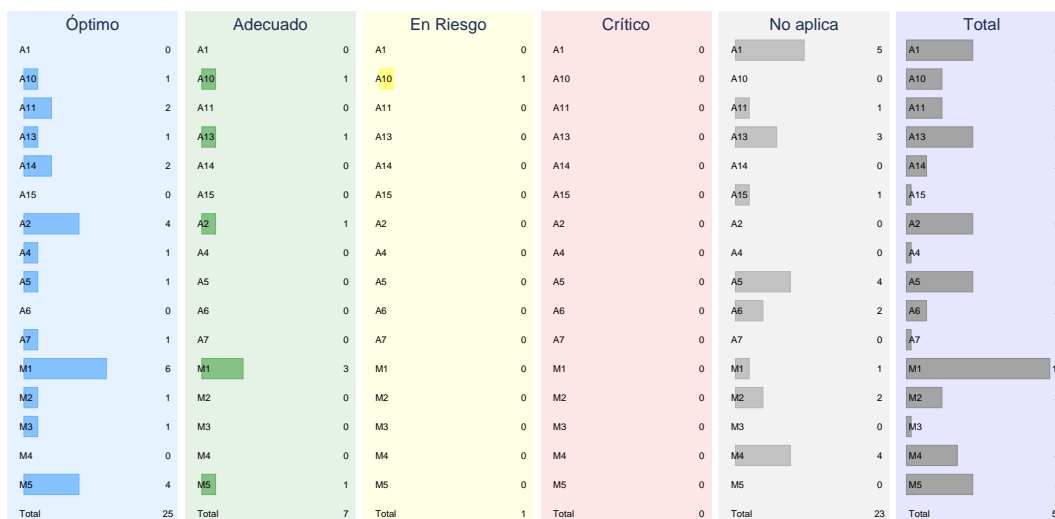 Óptimo Adecuado En Riesgo Crítico No aplica Total
A1 0 A1 0 A1 0 A1 0 A1 5 A1
A10 1 A10 1 A10 1 A10 0 A10 0 A10
A11 2 A11 0 A11 0 A11 0 A11 1 A11
A13 1 A13 1 A13 0 A13 0 A13 3 A13
A14 2 A14 0 A14 0 A14 0 A14 0 A14
A15 0 A15 0 A15 0 A15 0 A15 1 A15
A2 4 A2 1 A2 0 A2 0 A2 0 A2
A4 1 A4 0 A4 0 A4 0 A4 0 A4
A5 1 A5 0 A5 0 A5 0 A5 4 A5
A6 0 A6 0 A6 0 A6 0 A6 2 A6
A7 1 A7 0 A7 0 A7 0 A7 0 A7
M1 6 M1 3 M1 0 M1 0 M1 1 M1
M2 1 M2 0 M2 0 M2 0 M2 2 M2
M3 1 M3 0 M3 0 M3 0 M3 0 M3
M4 0 M4 0 M4 0 M4 0 M4 4 M4
M5 4 M5 1 M5 0 M5 0 M5 0 M5
Total 25 Total 7 Total 1 Total 0 Total 23 Total